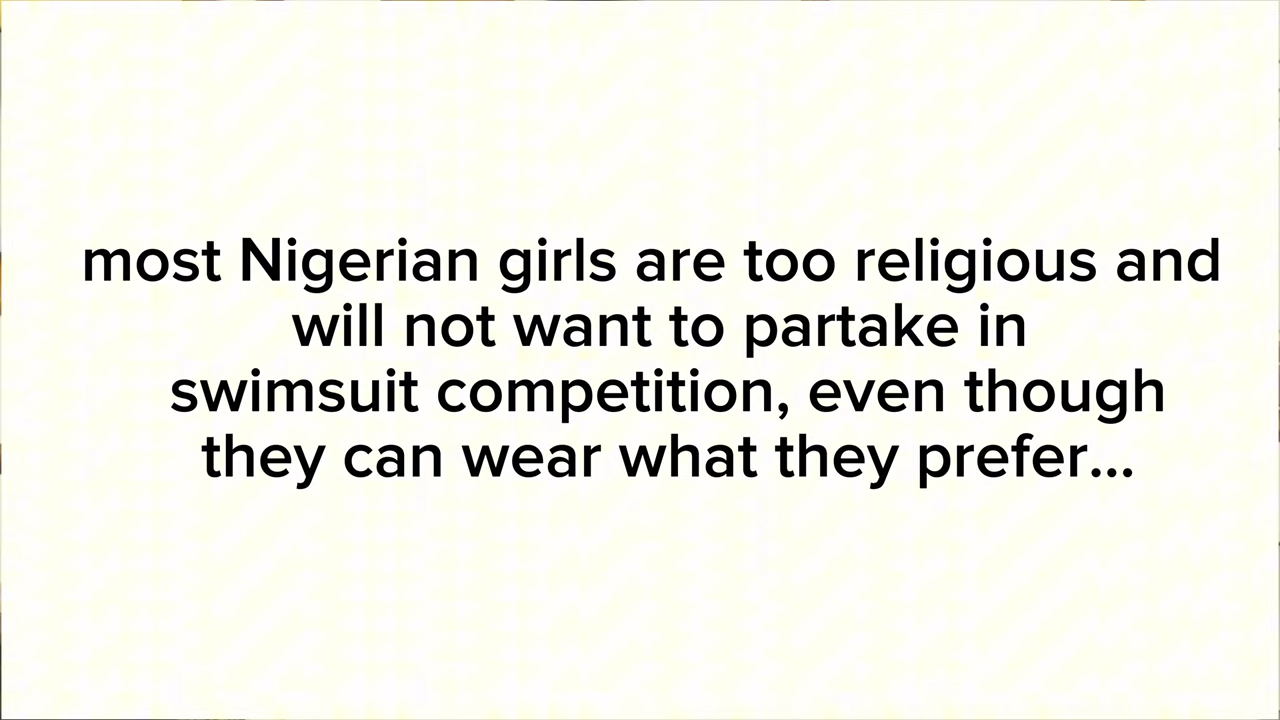 most Nigerian girls are too religious and
will not want to partake in
swimsuit competition, even though
they can wear what they prefer...